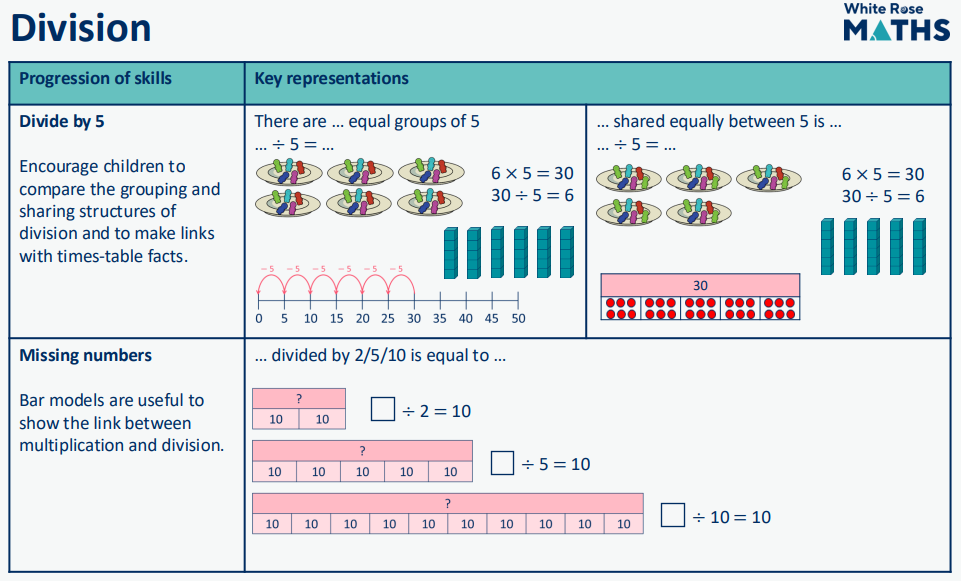 Division
White Rose
MATHS
Progression of skills
Key representations
Divide by 5
Encourage children to
compare the grouping and
sharing structures of
division and to make links
with times-table facts.
There are … equal groups of 5
… ÷ 5 = …
6 × 5 = 30
30 ÷ 5 = 6
– 5 – 5 – 5 – 5 – 5 – 5
0 5 10 15 20 25 30 35 40 45 50
… shared equally between 5 is …
… ÷ 5 = …
6 × 5 = 30
30 ÷ 5 = 6
30
Missing numbers
Bar models are useful to
show the link between
multiplication and division.
… divided by 2/5/10 is equal to …
?
10 10
÷ 2 = 10
?
10 10 10 10 10
÷ 5 = 10
?
10 10 10 10 10 10 10 10 10 10
÷ 10 = 10